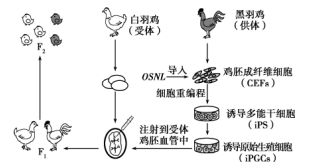 白羽鸡
(受体)
黑羽鸡
(供体)
F₂
OSNL
导入
细胞重编程
鸡胚成纤维细胞
(CEFs)
诱导多能干细胞
(iPS)
注射到受体
鸡胚血管中
诱导原始生殖细胞
(iPGCs)
F₁